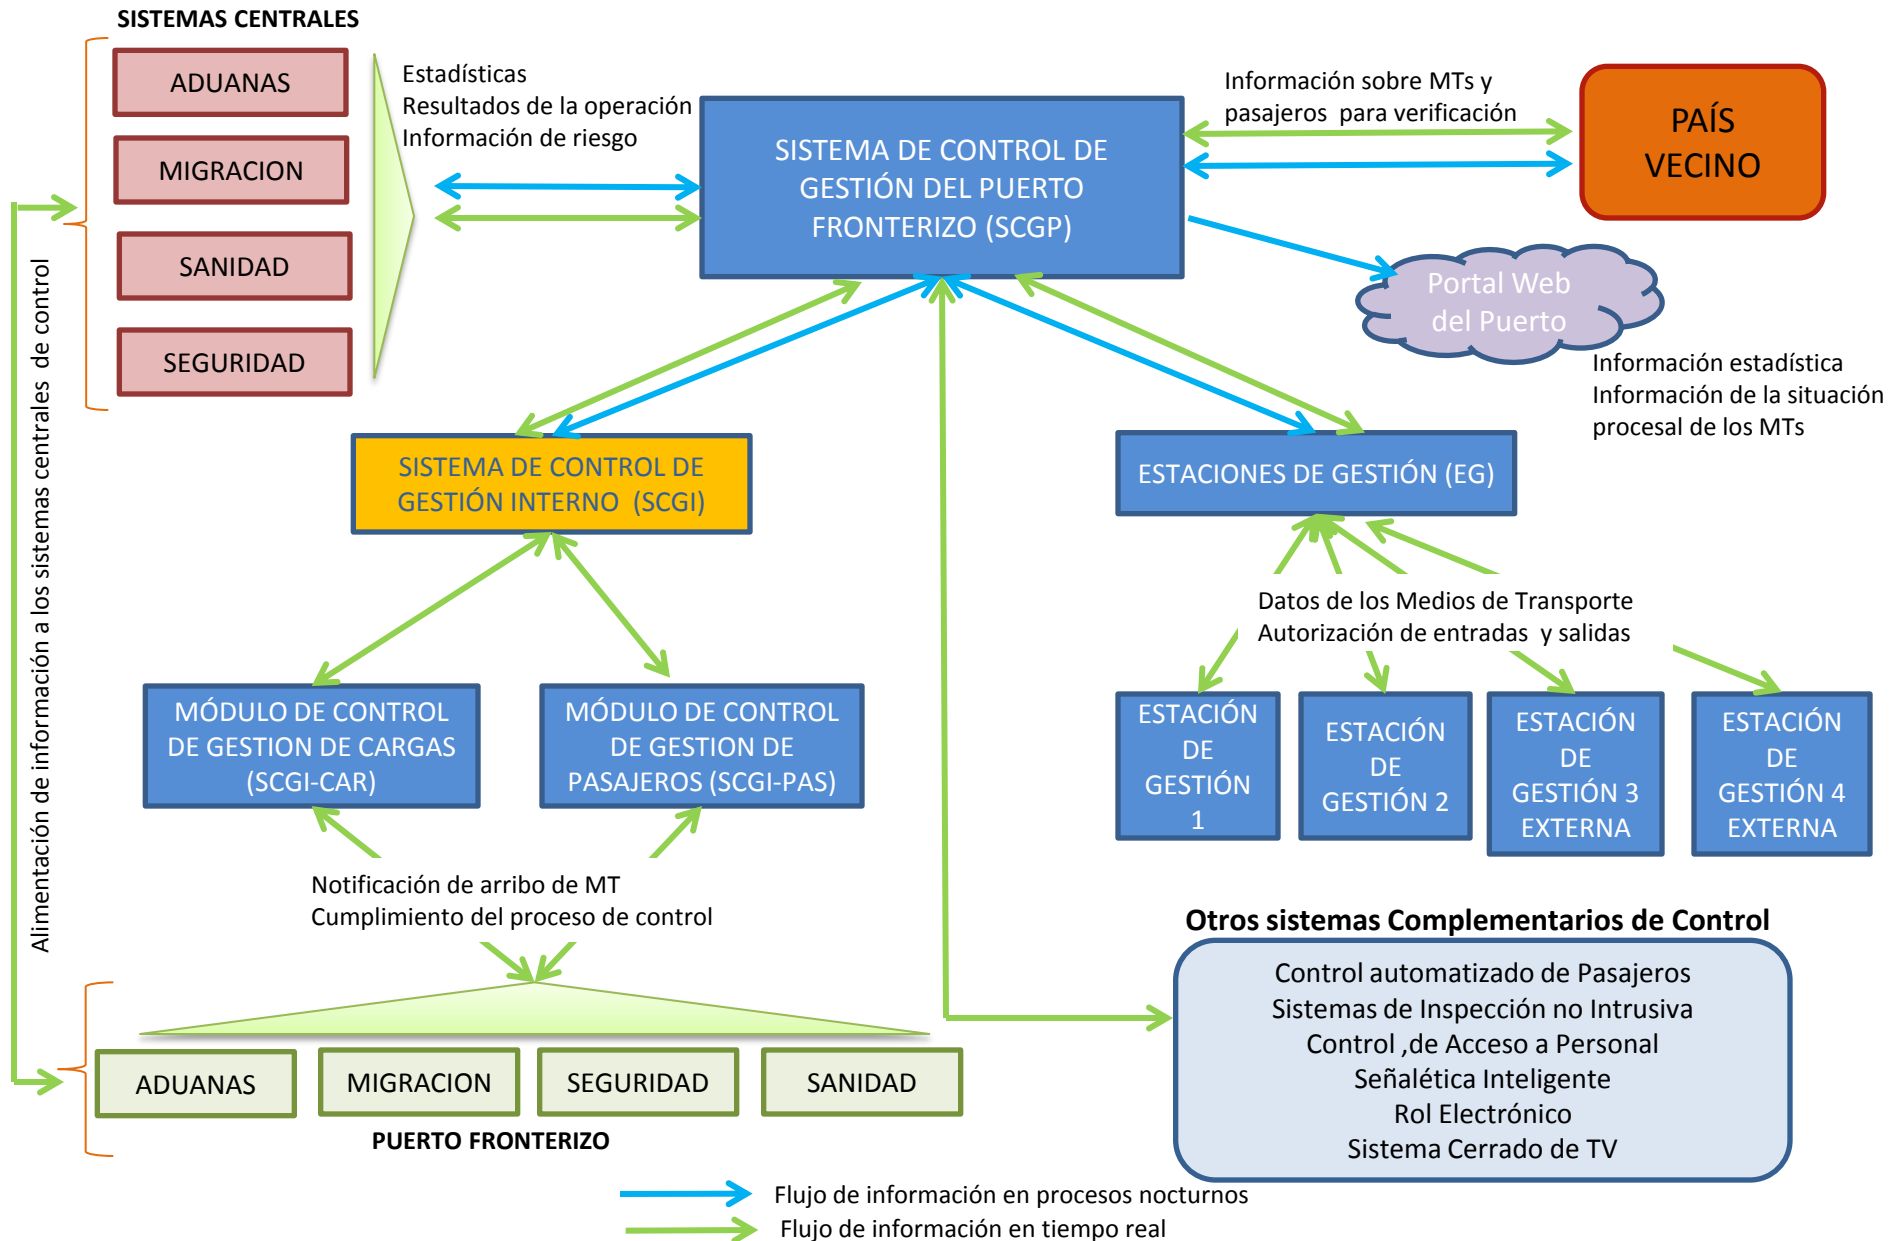 SISTEMAS CENTRALES
ADUANAS
MIGRACION
SANIDAD
SEGURIDAD
Estadísticas
Resultados de la operación
Información de riesgo
SISTEMA DE CONTROL DE
GESTIÓN DEL PUERTO
FRONTERIZO (SCGP)
Información sobre MTs y
pasajeros para verificación
PAÍS
VECINO
Portal Web
del Puerto
Información estadística
Información de la situación
procesal de los MTs
Alimentación de información a los sistemas centrales de control
SISTEMA DE CONTROL DE
GESTIÓN INTERNO (SCGI)
ESTACIONES DE GESTIÓN (EG)
Datos de los Medios de Transporte
Autorización de entradas y salidas
MÓDULO DE CONTROL
DE GESTION DE CARGAS
(SCGI-CAR)
MÓDULO DE CONTROL
DE GESTION DE
PASAJEROS (SCGI-PAS)
ESTACIÓN
DE
GESTIÓN
1
ESTACIÓN
DE
GESTIÓN 2
ESTACIÓN
DE
GESTIÓN 3
EXTERNA
ESTACIÓN
DE
GESTIÓN 4
EXTERNA
Notificación de arribo de MT
Cumplimiento del proceso de control
Otros sistemas Complementarios de Control
Control automatizado de Pasajeros
Sistemas de Inspección no Intrusiva
Control ,de Acceso a Personal
Señalética Inteligente
Rol Electrónico
Sistema Cerrado de TV
ADUANAS
MIGRACION
SEGURIDAD
SANIDAD
PUERTO FRONTERIZO
Flujo de información en procesos nocturnos
Flujo de información en tiempo real